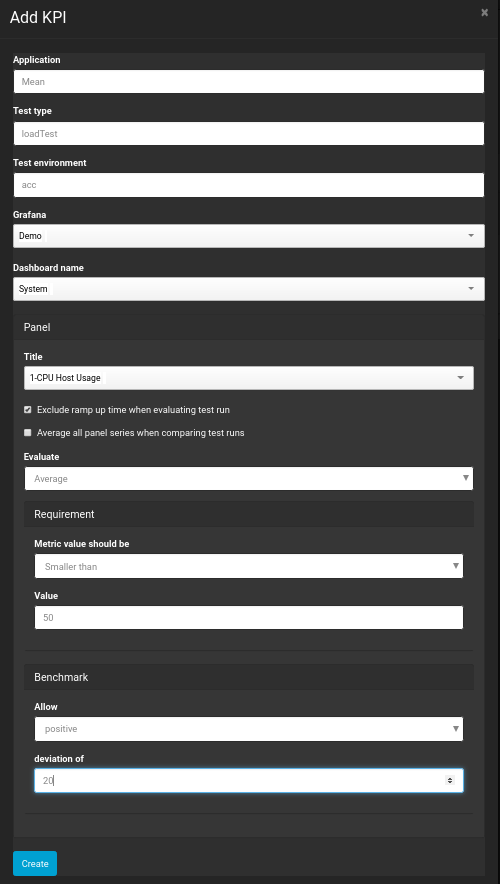 Add KPI
×
Application
Mean
Test type
loadTest
Test environment
acc
Grafana
Demo
Dashboard name
System
Panel
Title
1-CPU Host Usage
Exclude ramp up time when evaluating test run
Average all panel series when comparing test runs
Evaluate
Average
Requirement
Metric value should be
Smaller than
Value
50
Benchmark
Allow
positive
deviation of
20
Create